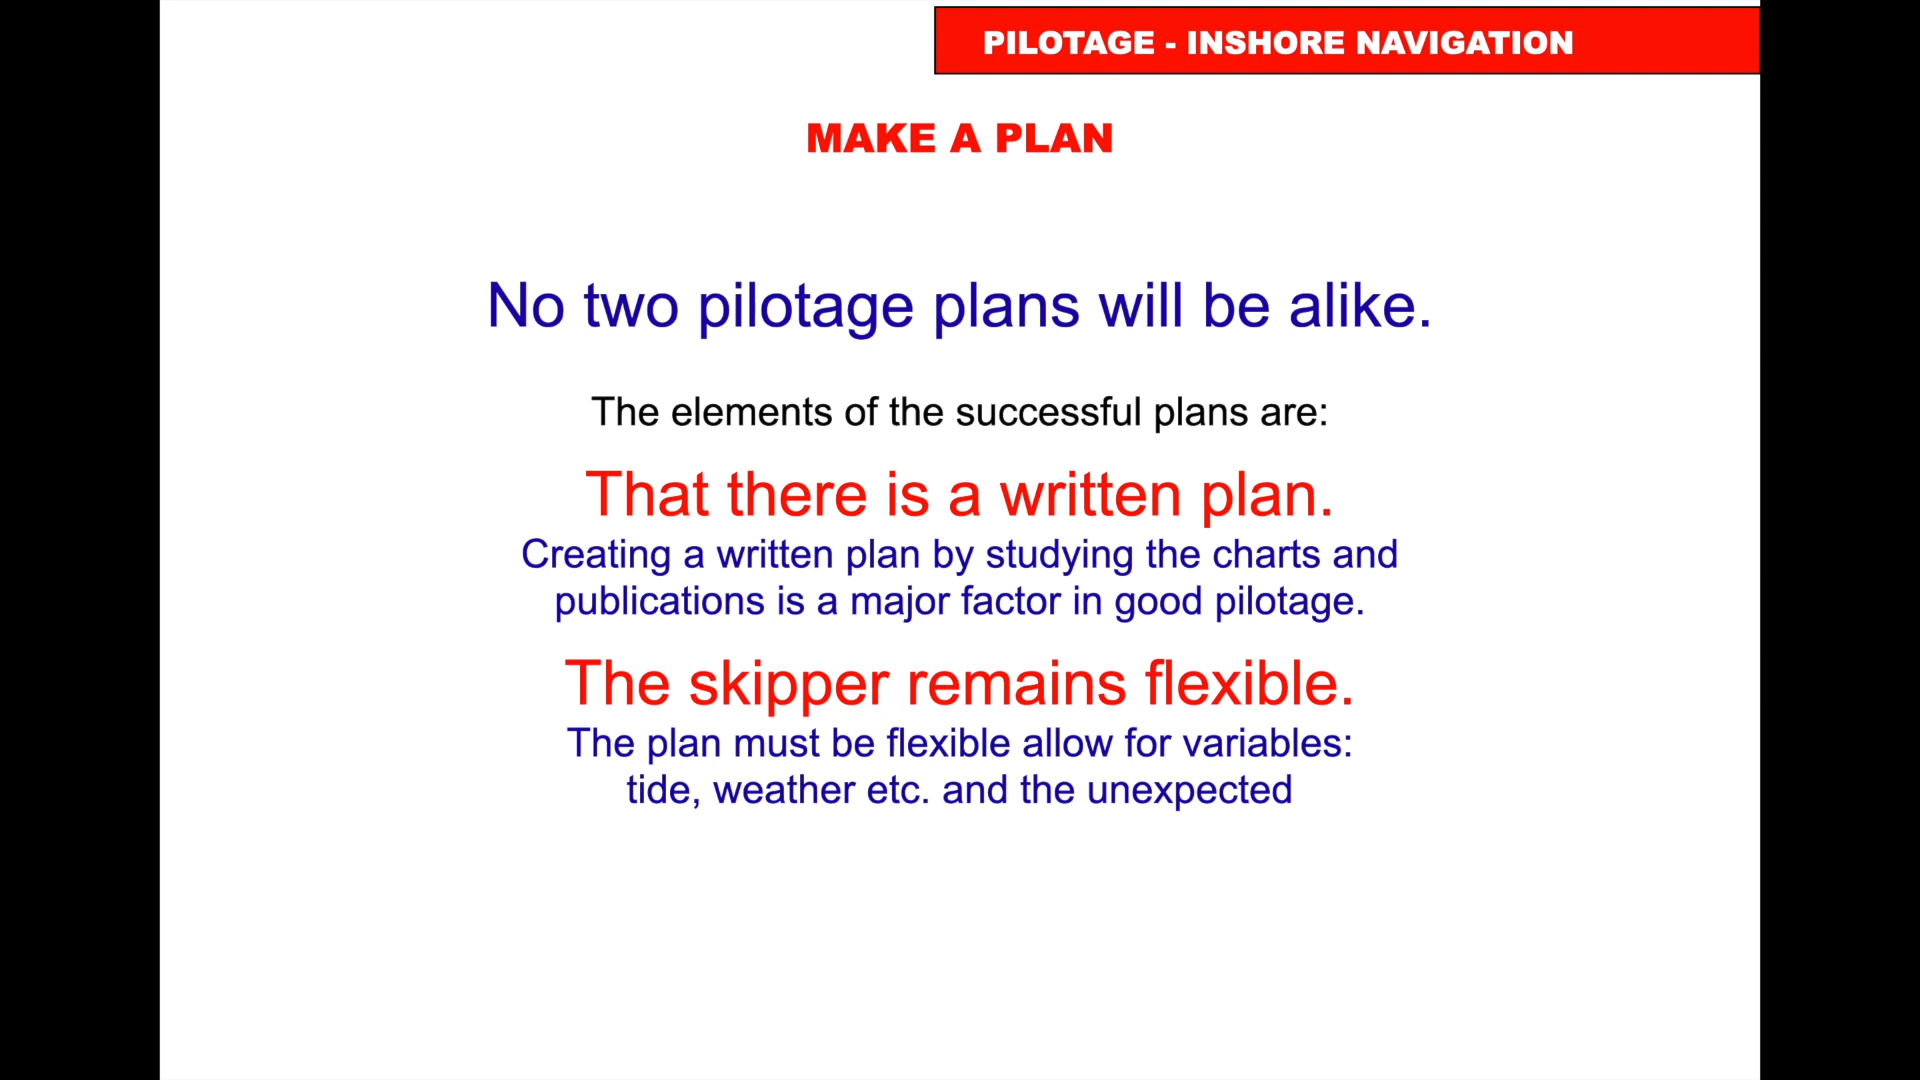 PILOTAGE - INSHORE NAVIGATION
MAKE A PLAN
No two pilotage plans will be alike.
The elements of the successful plans are:
That there is a written plan.
Creating a written plan by studying the charts and
publications is a major factor in good pilotage.
The skipper remains flexible.
The plan must be flexible allow for variables:
tide, weather etc. and the unexpected